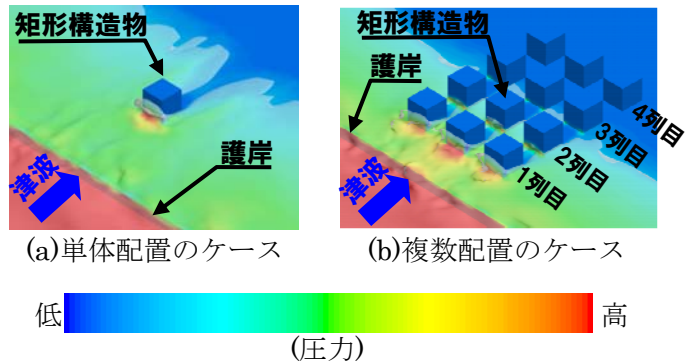 矩形構造物
護岸
津波
(a)単体配置のケース
矩形構造物
護岸
津波
1列目
2列目
3列目
4列目
(b)複数配置のケース
低
高
(圧力)